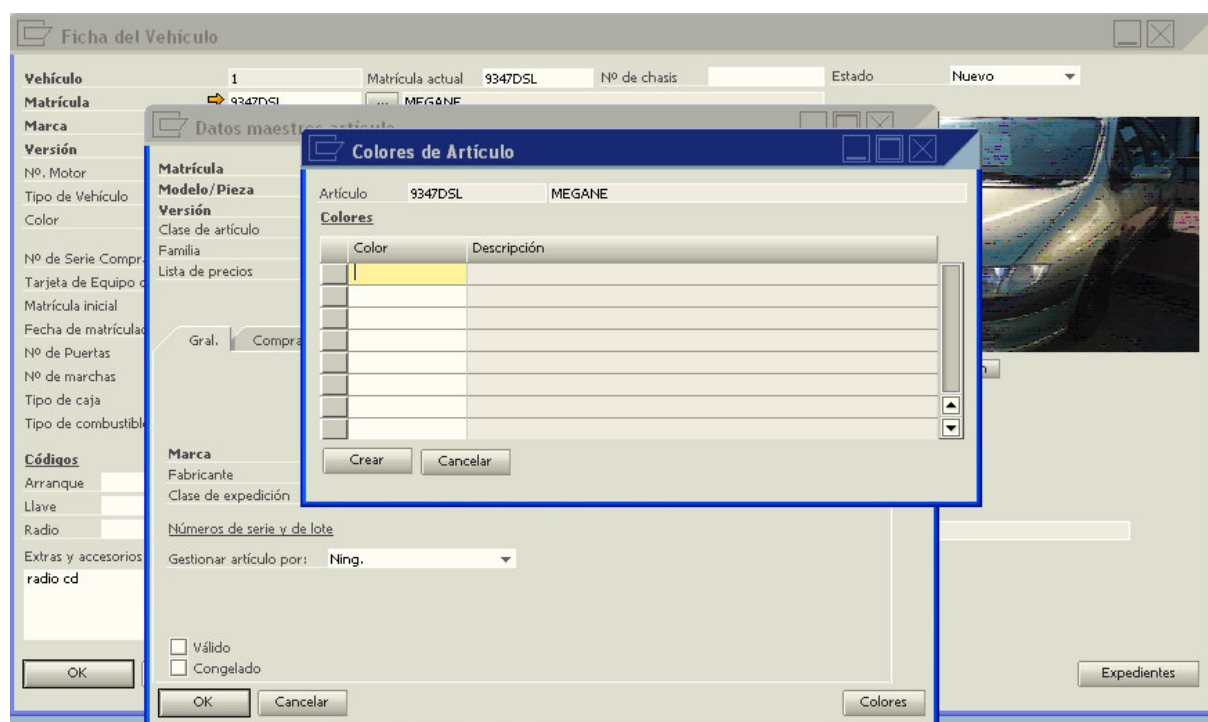 Ficha del Vehículo
Vehículo 1 Matrícula actual 9347DSL Nº de chasis Estado Nuevo
Matrícula 9347DSL ... MEGANE
Marca
Versión
Nº. Motor
Tipo de Vehículo
Color
Nº de Serie Compr
Tarjeta de Equipo
Matrícula inicial
Fecha de matriculac
Nº de Puertas
Nº de marchas
Tipo de caja
Tipo de combustible
Códigos
Arranque
Llave
Radio
Extras y accesorios
radio cd
OK
Expedientes
Datos maestros artículo
Matrícula
Modelo/Pieza
Versión
Clase de artículo
Familia
Lista de precios
Gral. Compra
Marca
Fabricante
Clase de expedición
Números de serie y de lote
Gestionar artículo por: Ning.
Válido
Congelado
OK Cancelar Colores
Colores de Artículo
Artículo 9347DSL MEGANE
Colores
Color Descripción
Crear Cancelar